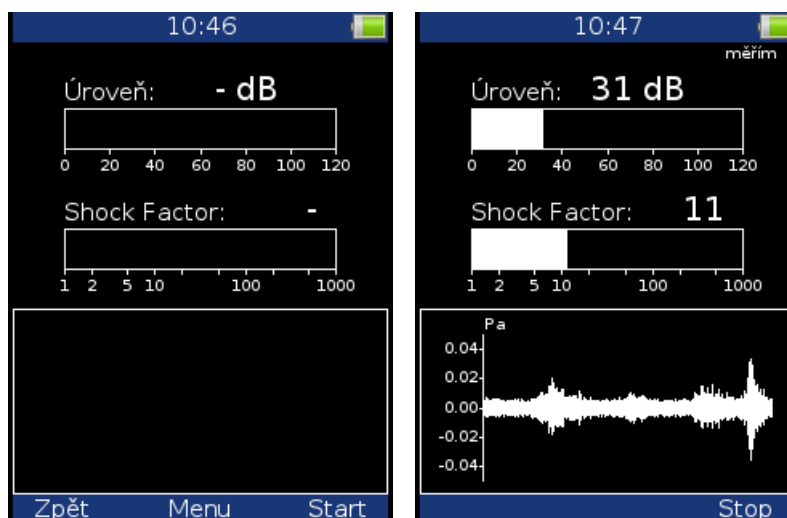 10:46
Úroveň: - dB
0 20 40 60 80 100 120
Shock Factor: -
1 2 5 10 100 1000
Zpět Menu Start
10:47
měřím
Úroveň: 31 dB
0 20 40 60 80 100 120
Shock Factor: 11
1 2 5 10 100 1000
Pa
0.04
0.02
0.00
-0.02
-0.04
Stop